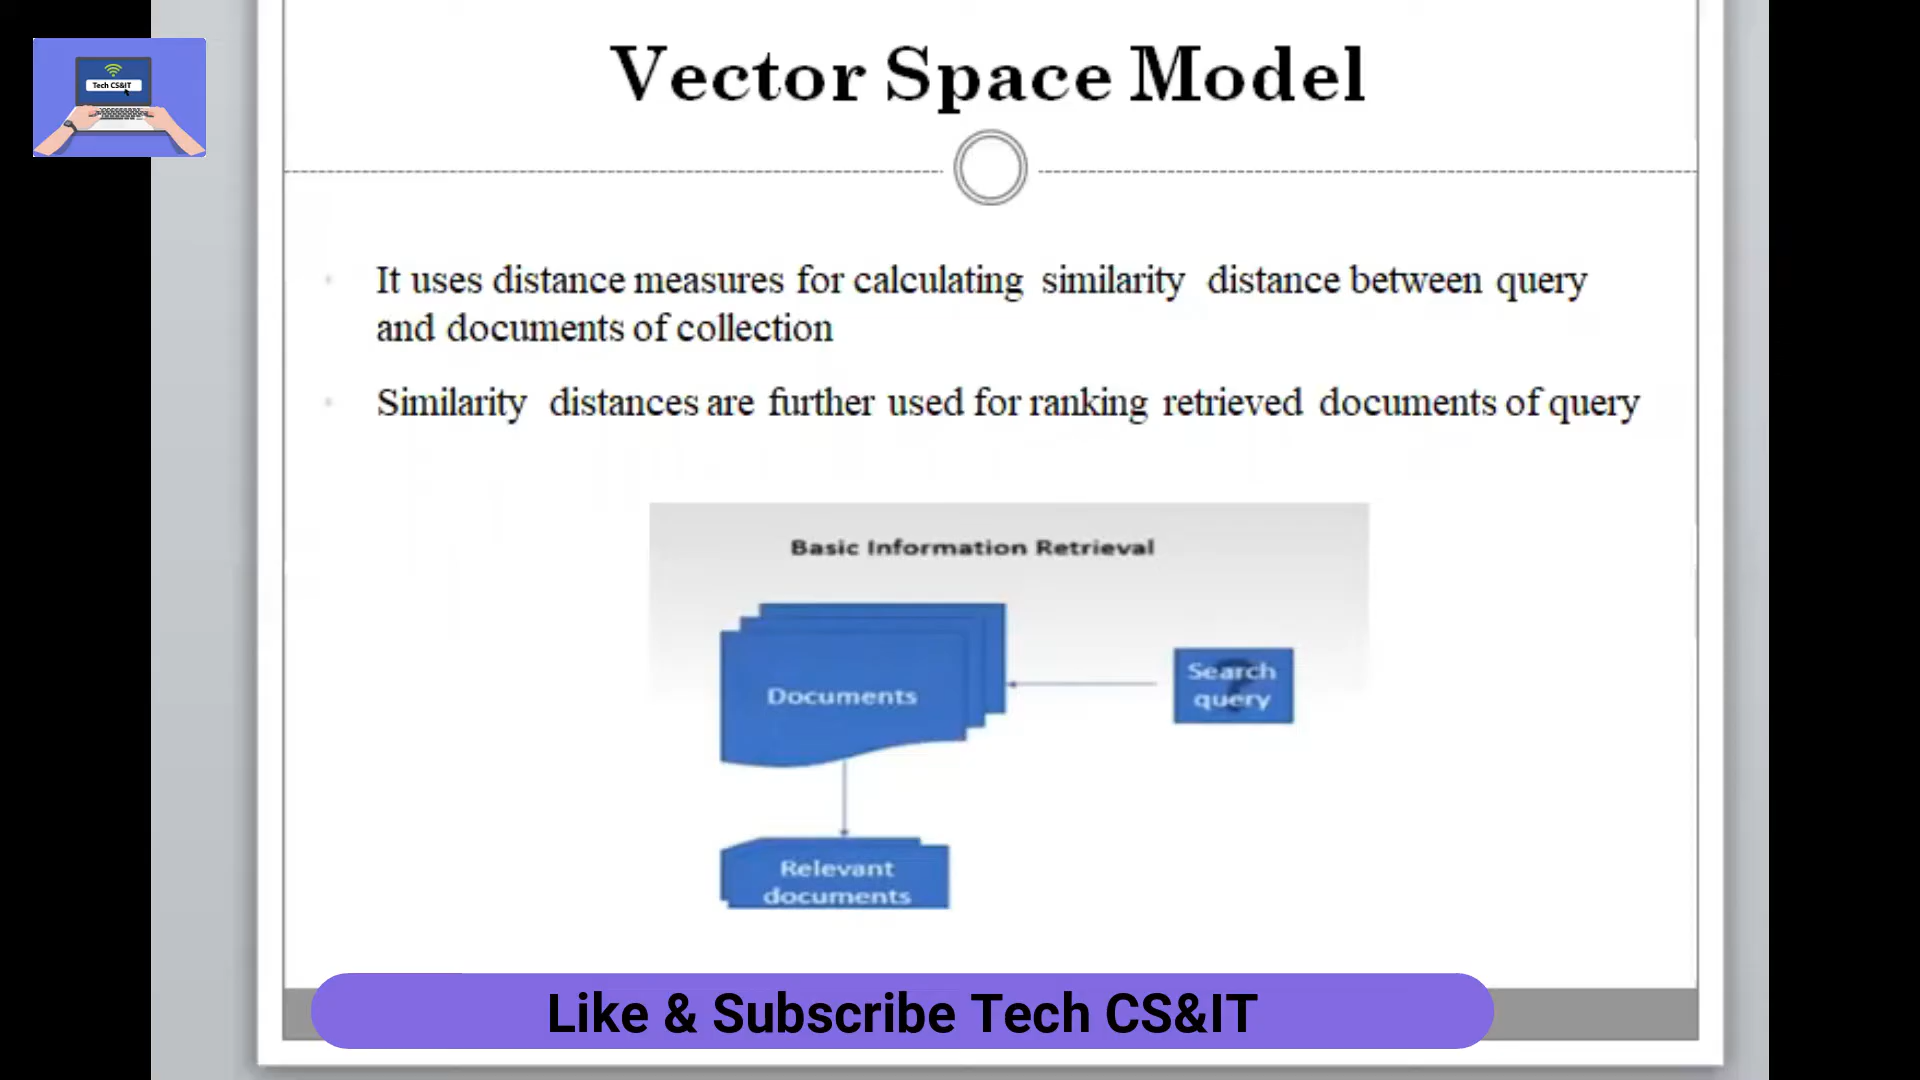 Tech CS&IT
Vector Space Model
It uses distance measures for calculating similarity distance between query
and documents of collection
Similarity distances are further used for ranking retrieved documents of query
Basic Information Retrieval
Documents
Search
query
?
Relevant
documents
Like & Subscribe Tech CS&IT